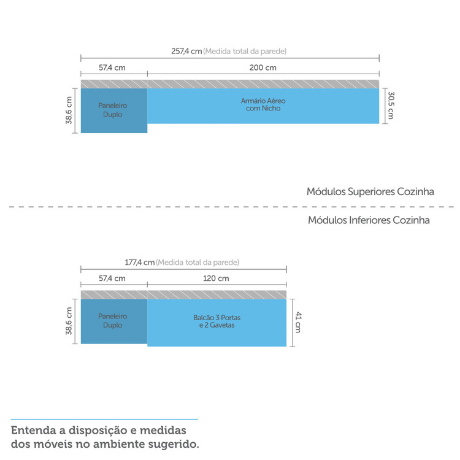 257,4 cm (Medida total da parede)
57,4 cm
200 cm
38,6 cm
Paneleiro
Duplo
Armário Aéreo
com Nicho
30,5 cm
Módulos Superiores Cozinha
Módulos Inferiores Cozinha
177,4 cm (Medida total da parede)
57,4 cm
120 cm
38,6 cm
Paneleiro
Duplo
Balcão 3 Portas
e 2 Gavetas
41 cm
Entenda a disposição e medidas
dos móveis no ambiente sugerido.